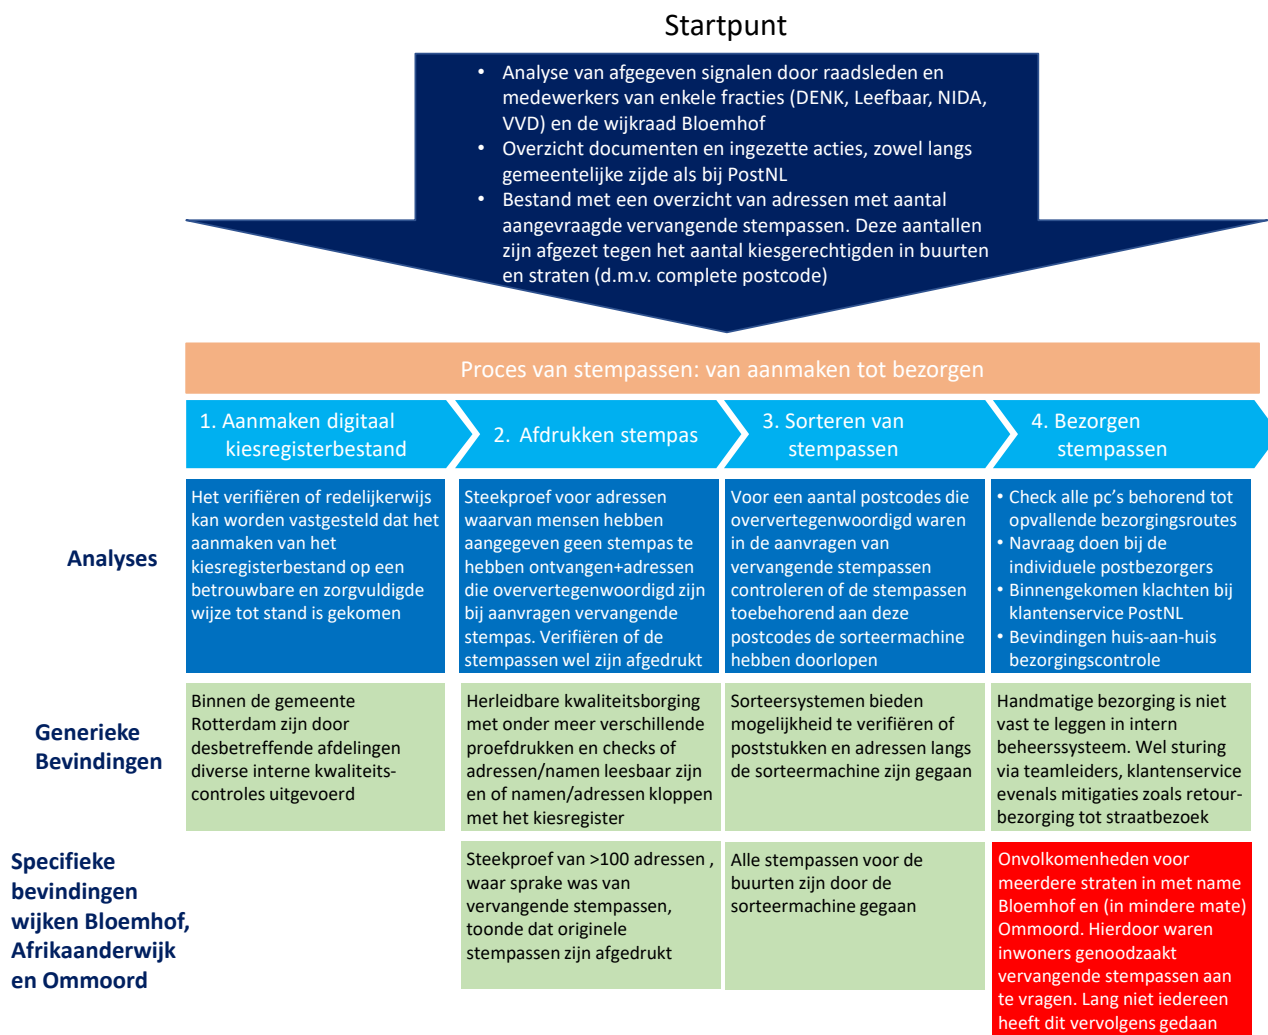 Startpunt
• Analyse van afgegeven signalen door raadsleden en
medewerkers van enkele fracties (DENK, Leefbaar, NIDA,
VVD) en de wijkraad Bloemhof
• Overzicht documenten en ingezette acties, zowel langs
gemeentelijke zijde als bij PostNL
• Bestand met een overzicht van adressen met aantal
aangevraagde vervangende stempassen. Deze aantallen
zijn afgezet tegen het aantal kiesgerechtigden in buurten
en straten (d.m.v. complete postcode)
Proces van stempassen: van aanmaken tot bezorgen
1. Aanmaken digitaal
kiesregisterbestand
2. Afdrukken stempas
3. Sorteren van
stempassen
4. Bezorgen
stempassen
Analyses
Het verifiëren of redelijkerwijs
kan worden vastgesteld dat het
aanmaken van het
kiesregisterbestand op een
betrouwbare en zorgvuldigde
wijze tot stand is gekomen
Steekproef voor adressen
waarvan mensen hebben
aangegeven geen stempas te
hebben ontvangen+adressen
die oververtegenwoordigd zijn
bij aanvragen vervangende
stempas. Verifiëren of de
stempassen wel zijn afgedrukt
Voor een aantal postcodes die
oververtegenwoordigd waren
in de aanvragen van
vervangende stempassen
controleren of de stempassen
toebehorend aan deze
postcodes de sorteermachine
hebben doorlopen
• Check alle pc’s behorend tot
opvallende bezorgingsroutes
• Navraag doen bij de
individuele postbezorgers
• Binnengekomen klachten bij
klantenservice PostNL
• Bevindingen huis-aan-huis
bezorgingscontrole
Generieke
Bevindingen
Binnen de gemeente
Rotterdam zijn door
desbetreffende afdelingen
diverse interne kwaliteits-
controles uitgevoerd
Herleidbare kwaliteitsborging
met onder meer verschillende
proefdrukken en checks of
adressen/namen leesbaar zijn
en of namen/adressen kloppen
met het kiesregister
Sorteersystemen bieden
mogelijkheid te verifiëren of
poststukken en adressen langs
de sorteermachine zijn gegaan
Handmatige bezorging is niet
vast te leggen in intern
beheerssysteem. Wel sturing
via teamleiders, klantenservice
evenals mitigaties zoals retour-
bezorging tot straatbezoek
Specifieke
bevindingen
wijken Bloemhof,
Afrikaanderwijk
en Ommoord
Steekproef van >100 adressen ,
waar sprake was van
vervangende stempassen,
toonde dat originele
stempassen zijn afgedrukt
Alle stempassen voor de
buurten zijn door de
sorteermachine gegaan
Onvolkomenheden voor
meerdere straten in met name
Bloemhof en (in mindere mate)
Ommoord. Hierdoor waren
inwoners genoodzaakt
vervangende stempassen aan
te vragen. Lang niet iedereen
heeft dit vervolgens gedaan